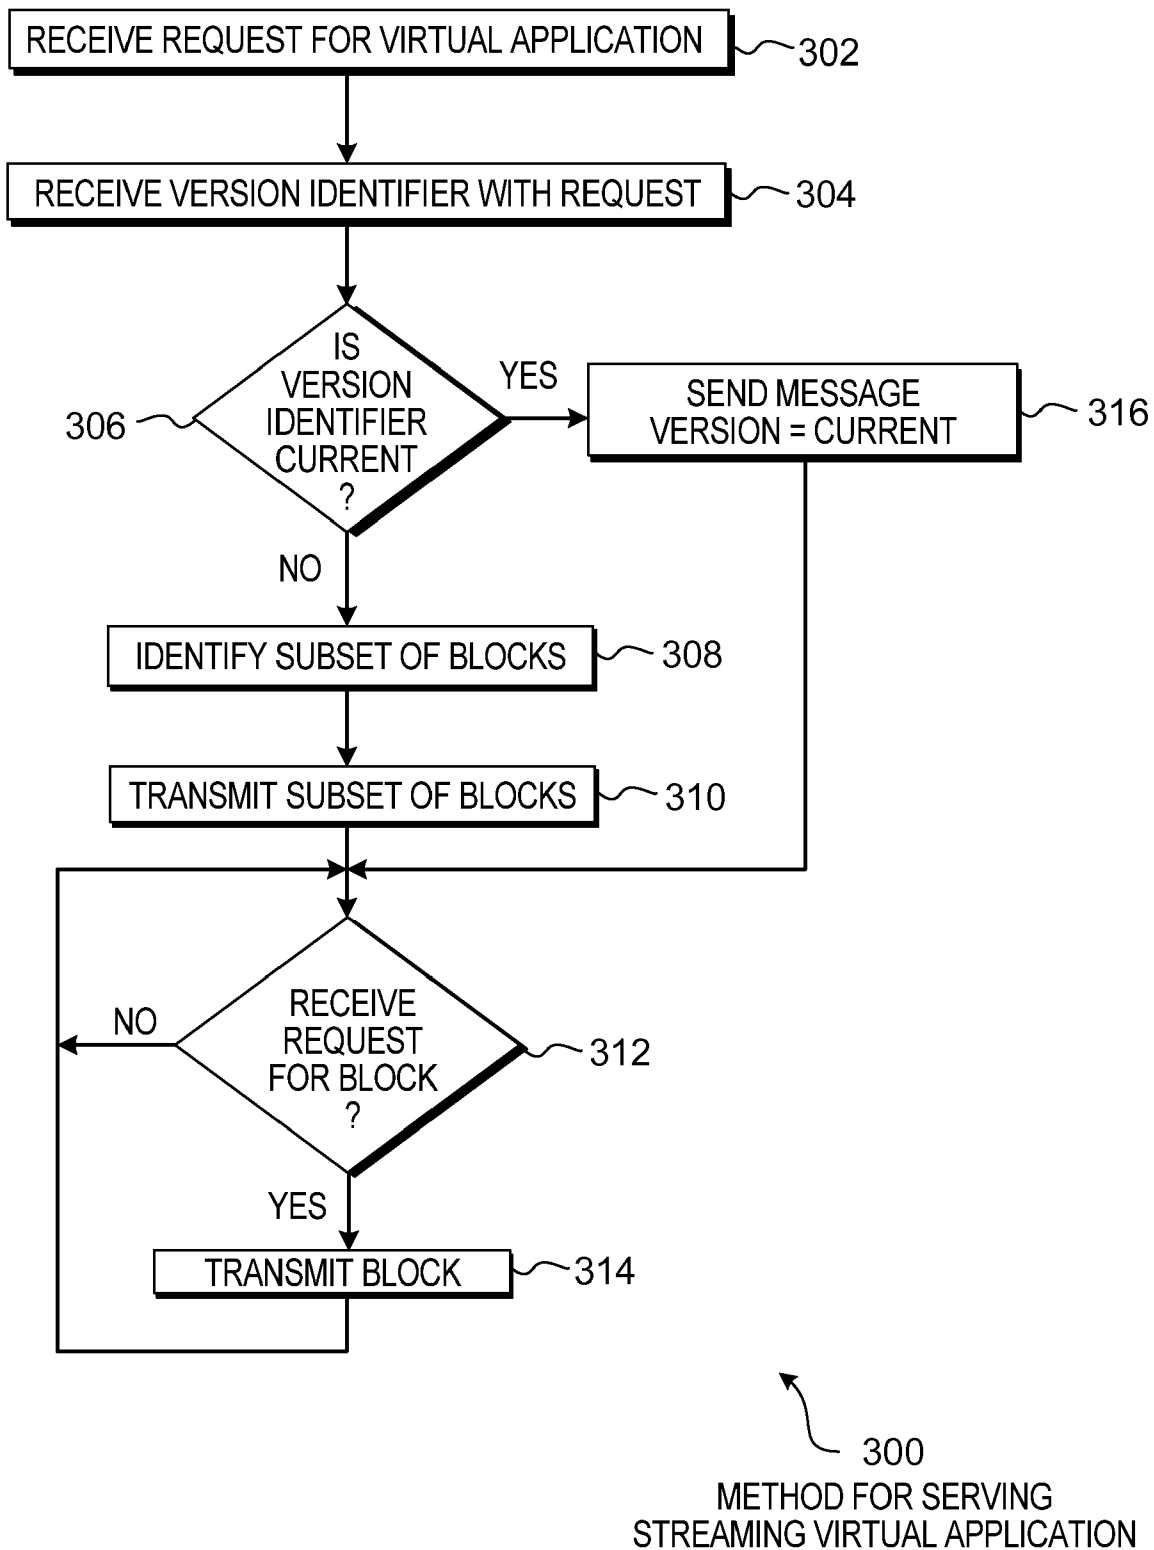 RECEIVE REQUEST FOR VIRTUAL APPLICATION
302
RECEIVE VERSION IDENTIFIER WITH REQUEST
304
IS
VERSION
IDENTIFIER
CURRENT
?
306
YES
SEND MESSAGE
VERSION = CURRENT
316
NO
IDENTIFY SUBSET OF BLOCKS
308
TRANSMIT SUBSET OF BLOCKS
310
RECEIVE
REQUEST
FOR BLOCK
?
312
NO
YES
TRANSMIT BLOCK
314
300
METHOD FOR SERVING
STREAMING VIRTUAL APPLICATION